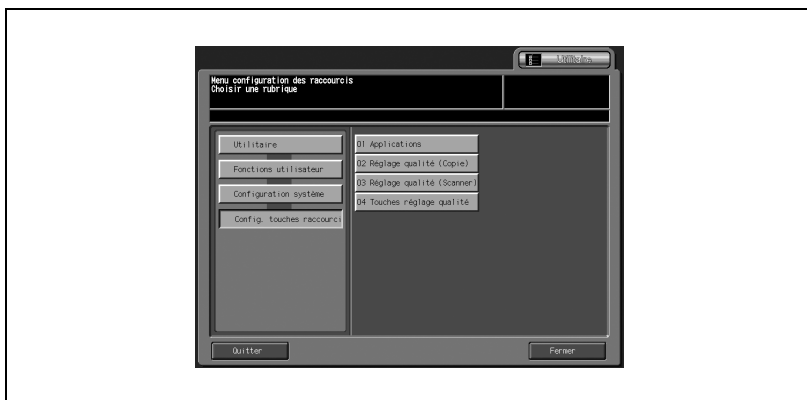 Utilitaire
Menu configuration des raccourcis
Choisir une rubrique
Utilitaire
Fonctions utilisateur
Configuration système
Config. touches raccourci
01 Applications
02 Réglage qualité (Copie)
03 Réglage qualité (Scanner)
04 Touches réglage qualité
Quitter
Fermer